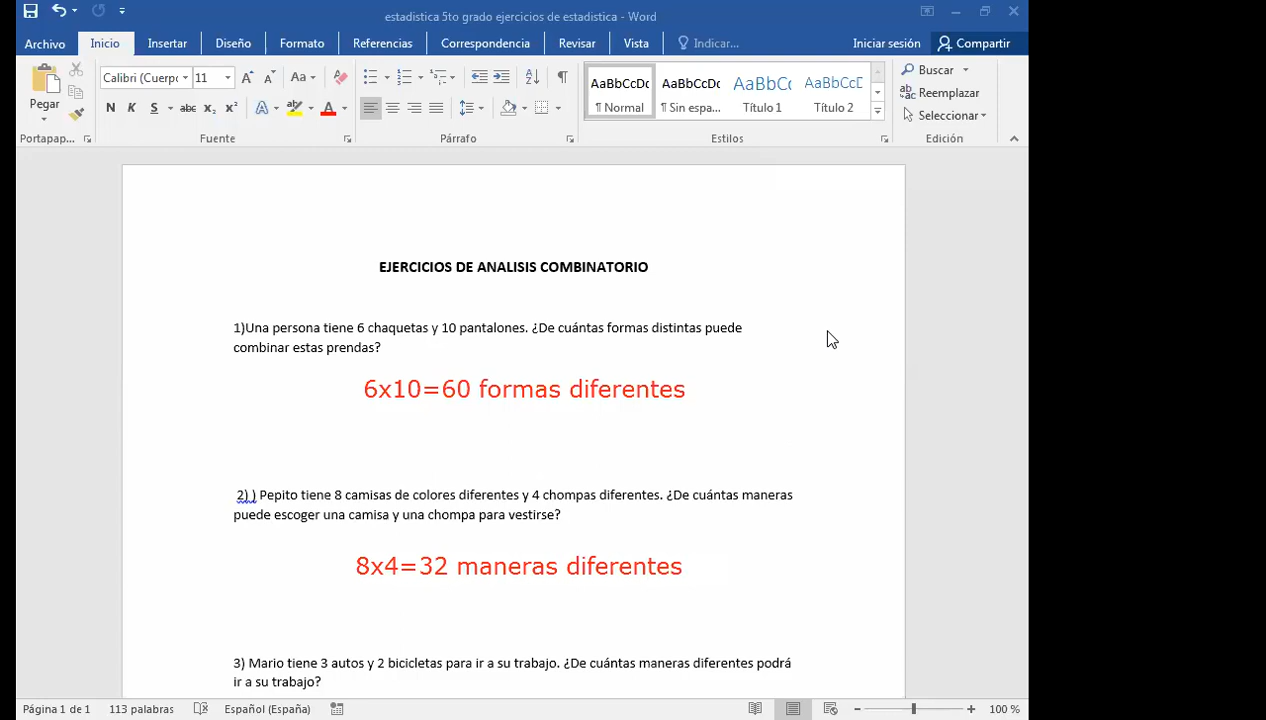 estadistica 5to grado ejercicios de estadistica - Word
Archivo Inicio Insertar Diseño Formato Referencias Correspondencia Revisar Vista Indicar... Iniciar sesión Compartir
Calibri (Cuerpo 11 Aa
Pegar
N K S abc x₂ x² A ab A
AaBbCcDc AaBbCcDc AaBbCc AaBbCcD
¶ Normal ¶ Sin espa... Título 1 Título 2
Buscar
Reemplazar
Seleccionar
Portapap... Fuente Párrafo Estilos Edición
EJERCICIOS DE ANALISIS COMBINATORIO
1)Una persona tiene 6 chaquetas y 10 pantalones. ¿De cuántas formas distintas puede
combinar estas prendas?
6x10=60 formas diferentes
2) ) Pepito tiene 8 camisas de colores diferentes y 4 chompas diferentes. ¿De cuántas maneras
puede escoger una camisa y una chompa para vestirse?
8x4=32 maneras diferentes
3) Mario tiene 3 autos y 2 bicicletas para ir a su trabajo. ¿De cuántas maneras diferentes podrá
ir a su trabajo?
Página 1 de 1 113 palabras Español (España) 100 %